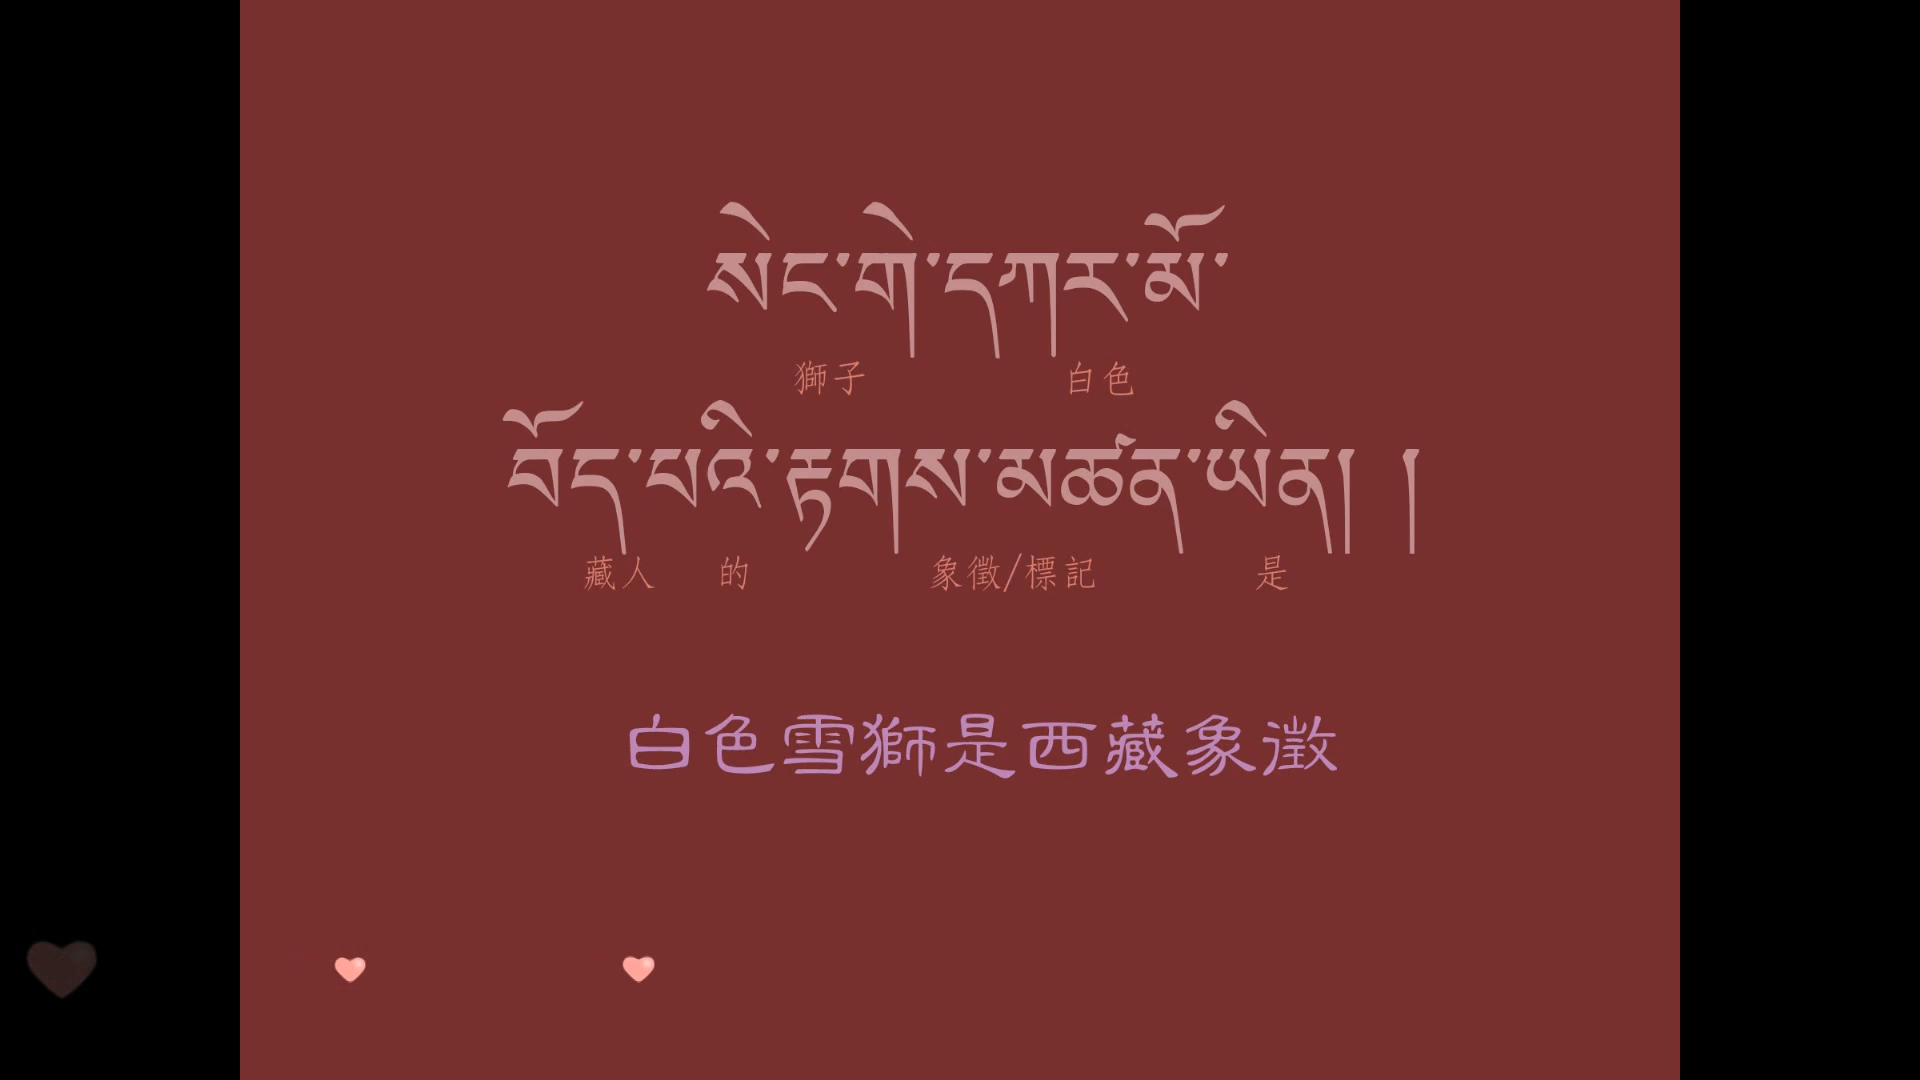 སེང་གེ་དཀར་མོ་
獅子 白色
བོད་པའི་རྟགས་མཚན་ཡིན། །
藏人 的 象徵/標記 是
白色雪獅是西藏象徵